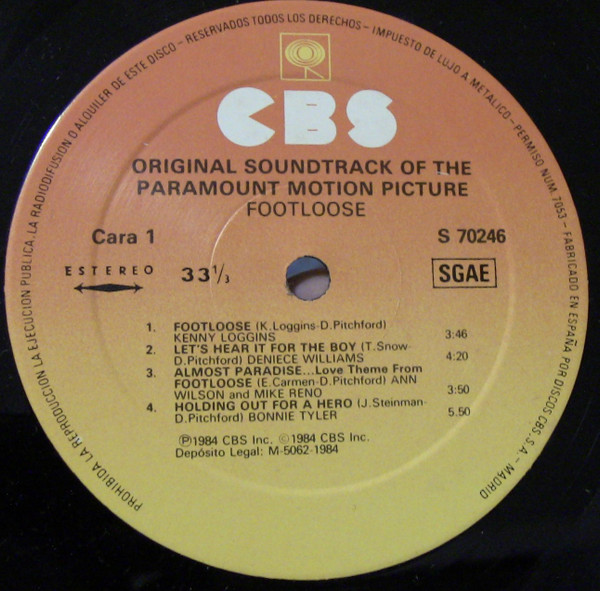 PROHIBIDA LA REPRODUCCION LA EJECUCION PUBLICA. LA RADIODIFUSION O ALQUILER DE ESTE DISCO – RESERVADOS TODOS LOS DERECHOS – IMPUESTO DE LUJO A METALICO – PERMISO NUM. 7053 – FABRICADO EN ESPAÑA POR DISCOS CBS, S.A. – MADRID
CBS
ORIGINAL SOUNDTRACK OF THE
PARAMOUNT MOTION PICTURE
FOOTLOOSE
Cara 1
S 70246
ESTEREO
33 1/3
SGAE
1. FOOTLOOSE (K.Loggins-D.Pitchford)
KENNY LOGGINS 3:46
2. LET'S HEAR IT FOR THE BOY (T.Snow-
D.Pitchford) DENIECE WILLIAMS 4:20
3. ALMOST PARADISE...Love Theme From
FOOTLOOSE (E.Carmen-D.Pitchford) ANN
WILSON and MIKE RENO 3:50
4. HOLDING OUT FOR A HERO (J.Steinman-
D.Pitchford) BONNIE TYLER 5.50
℗1984 CBS Inc. ©1984 CBS Inc.
Depósito Legal: M-5062-1984